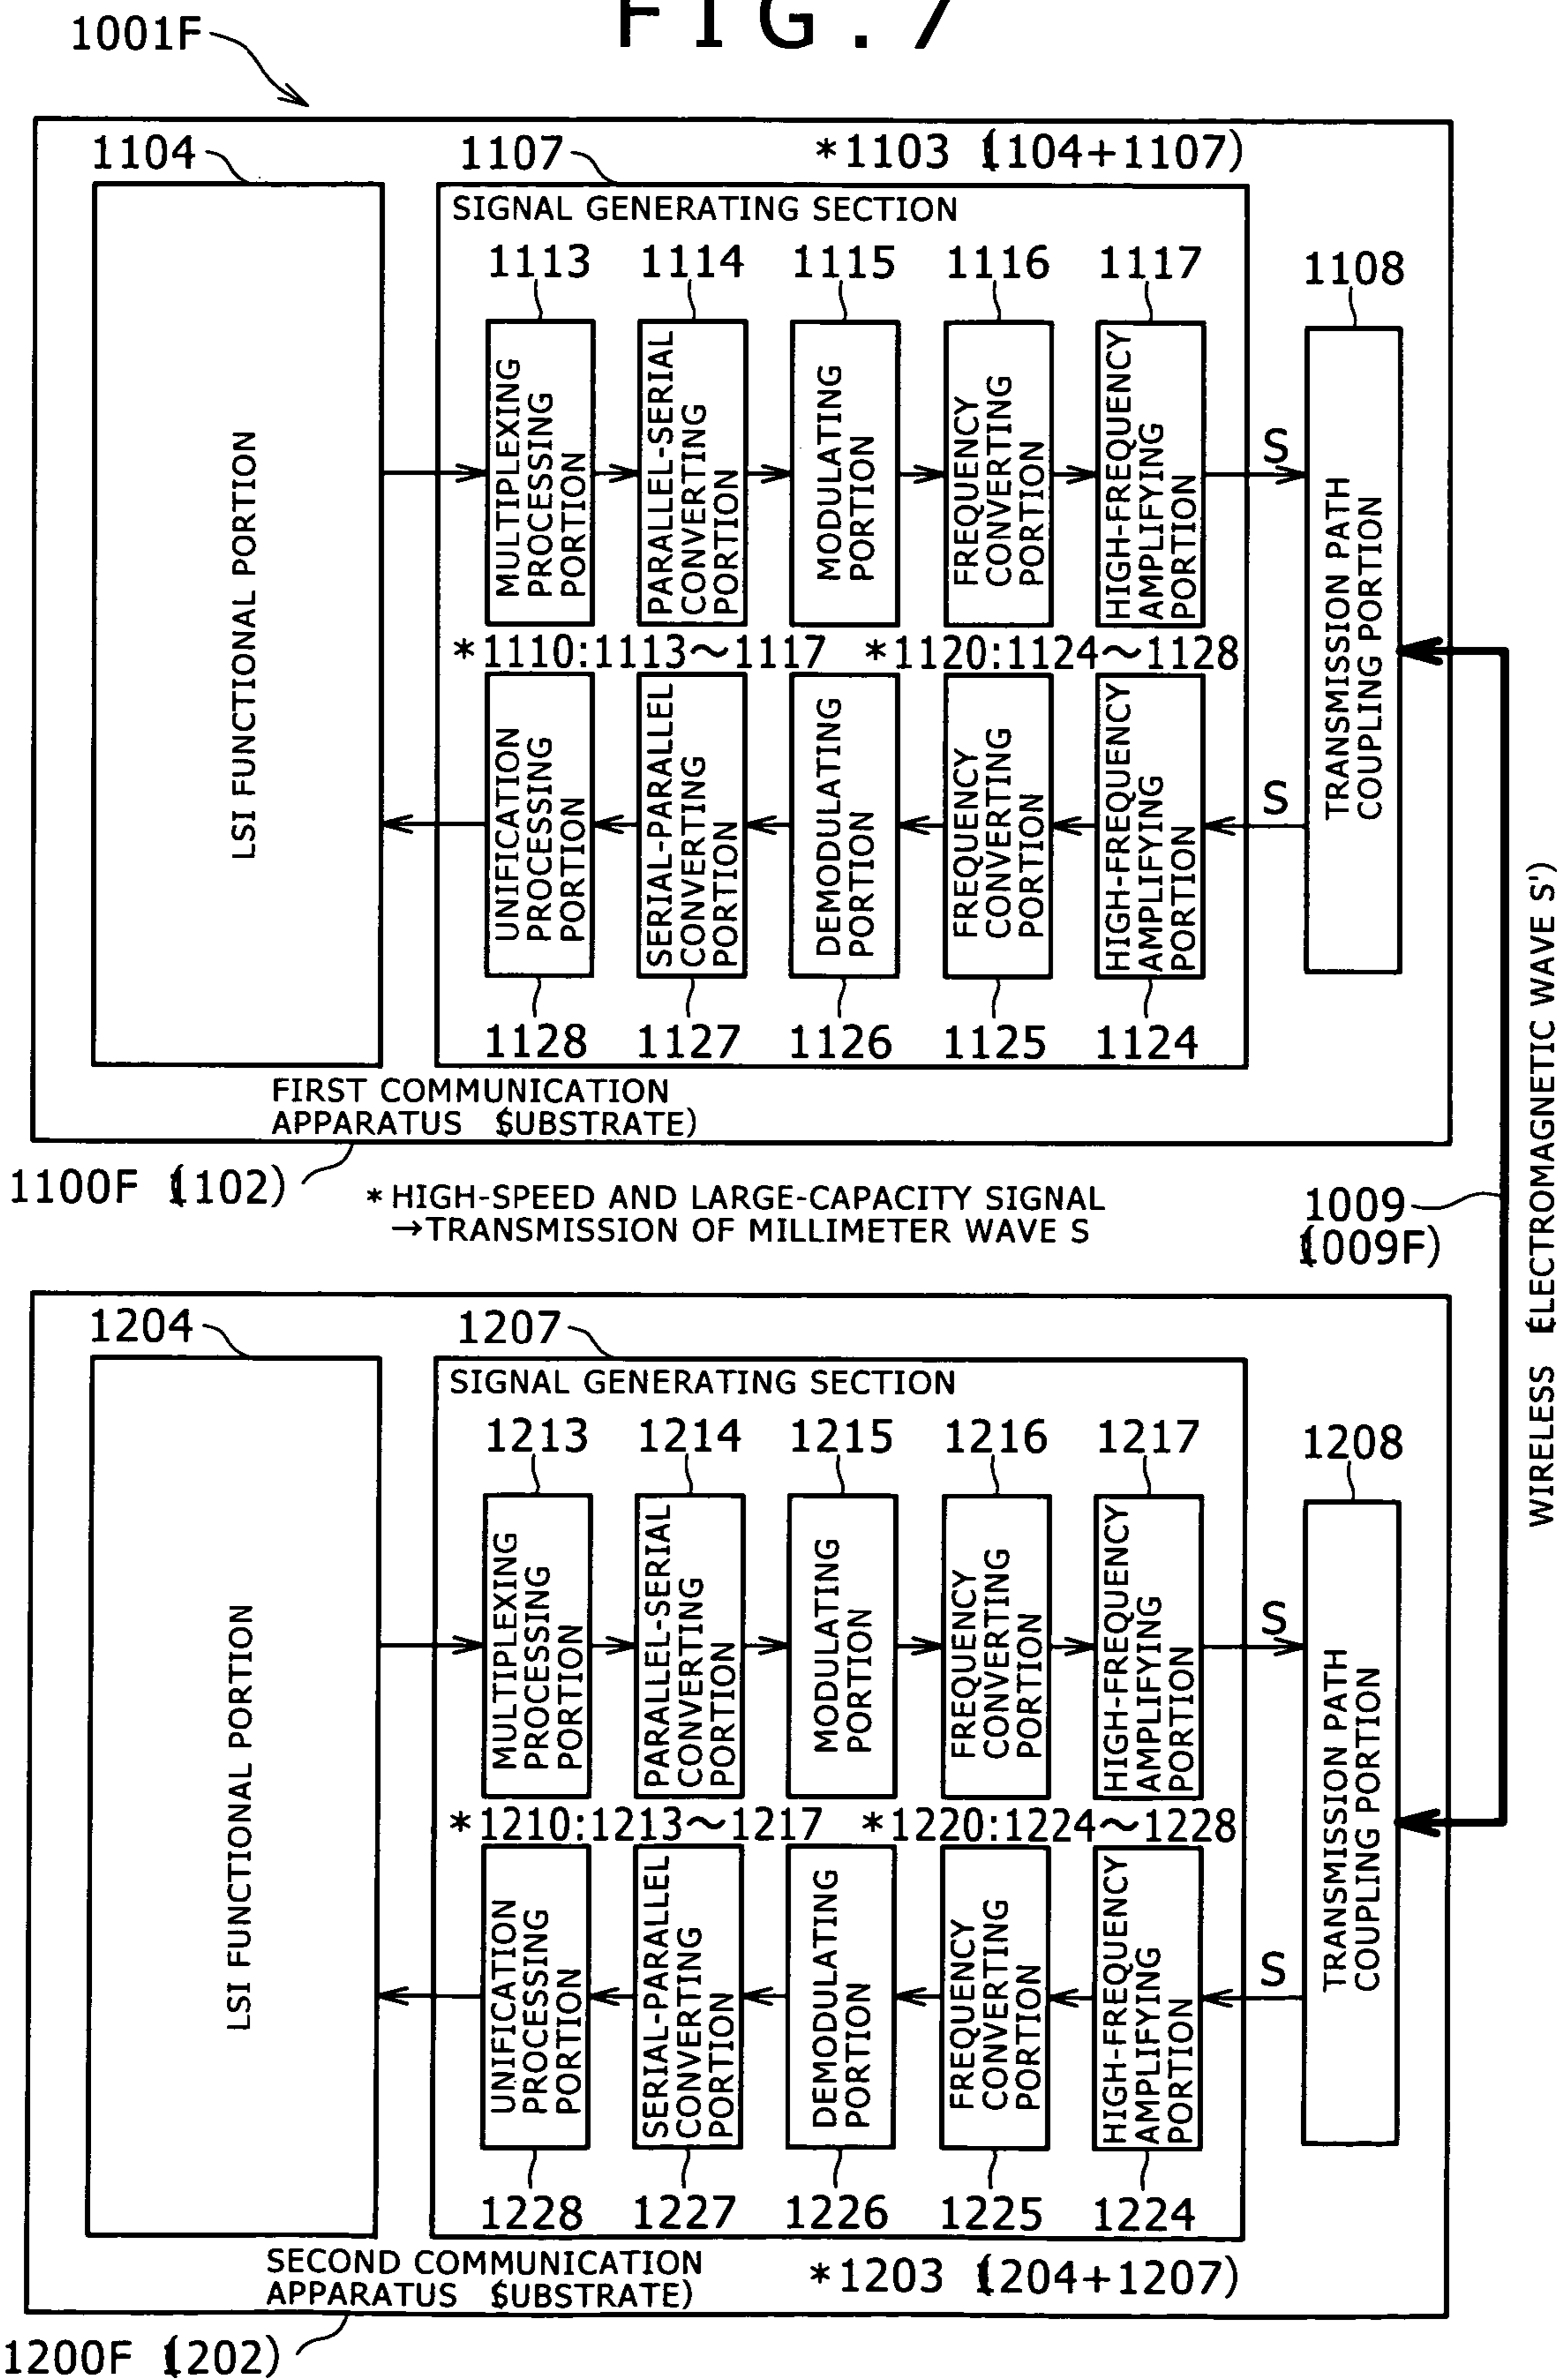 FIG.7
1001F
1104
1107
*1103 (1104+1107)
SIGNAL GENERATING SECTION
1113
1114
1115
1116
1117
1108
LSI FUNCTIONAL PORTION
MULTIPLEXING
PROCESSING
PORTION
PARALLEL-SERIAL
CONVERTING
PORTION
MODULATING
PORTION
FREQUENCY
CONVERTING
PORTION
HIGH-FREQUENCY
AMPLIFYING
PORTION
S
TRANSMISSION PATH
COUPLING PORTION
*1110:1113～1117
*1120:1124～1128
UNIFICATION
PROCESSING
PORTION
SERIAL-PARALLEL
CONVERTING
PORTION
DEMODULATING
PORTION
FREQUENCY
CONVERTING
PORTION
HIGH-FREQUENCY
AMPLIFYING
PORTION
S
1128
1127
1126
1125
1124
FIRST COMMUNICATION
APPARATUS (SUBSTRATE)
1100F (1102)
*HIGH-SPEED AND LARGE-CAPACITY SIGNAL
→TRANSMISSION OF MILLIMETER WAVE S
1009
(1009F)
WIRELESS (ELECTROMAGNETIC WAVE S')
1204
1207
SIGNAL GENERATING SECTION
1213
1214
1215
1216
1217
1208
LSI FUNCTIONAL PORTION
MULTIPLEXING
PROCESSING
PORTION
PARALLEL-SERIAL
CONVERTING
PORTION
MODULATING
PORTION
FREQUENCY
CONVERTING
PORTION
HIGH-FREQUENCY
AMPLIFYING
PORTION
S
TRANSMISSION PATH
COUPLING PORTION
*1210:1213～1217
*1220:1224～1228
UNIFICATION
PROCESSING
PORTION
SERIAL-PARALLEL
CONVERTING
PORTION
DEMODULATING
PORTION
FREQUENCY
CONVERTING
PORTION
HIGH-FREQUENCY
AMPLIFYING
PORTION
S
1228
1227
1226
1225
1224
SECOND COMMUNICATION
APPARATUS (SUBSTRATE)
*1203 (1204+1207)
1200F (1202)